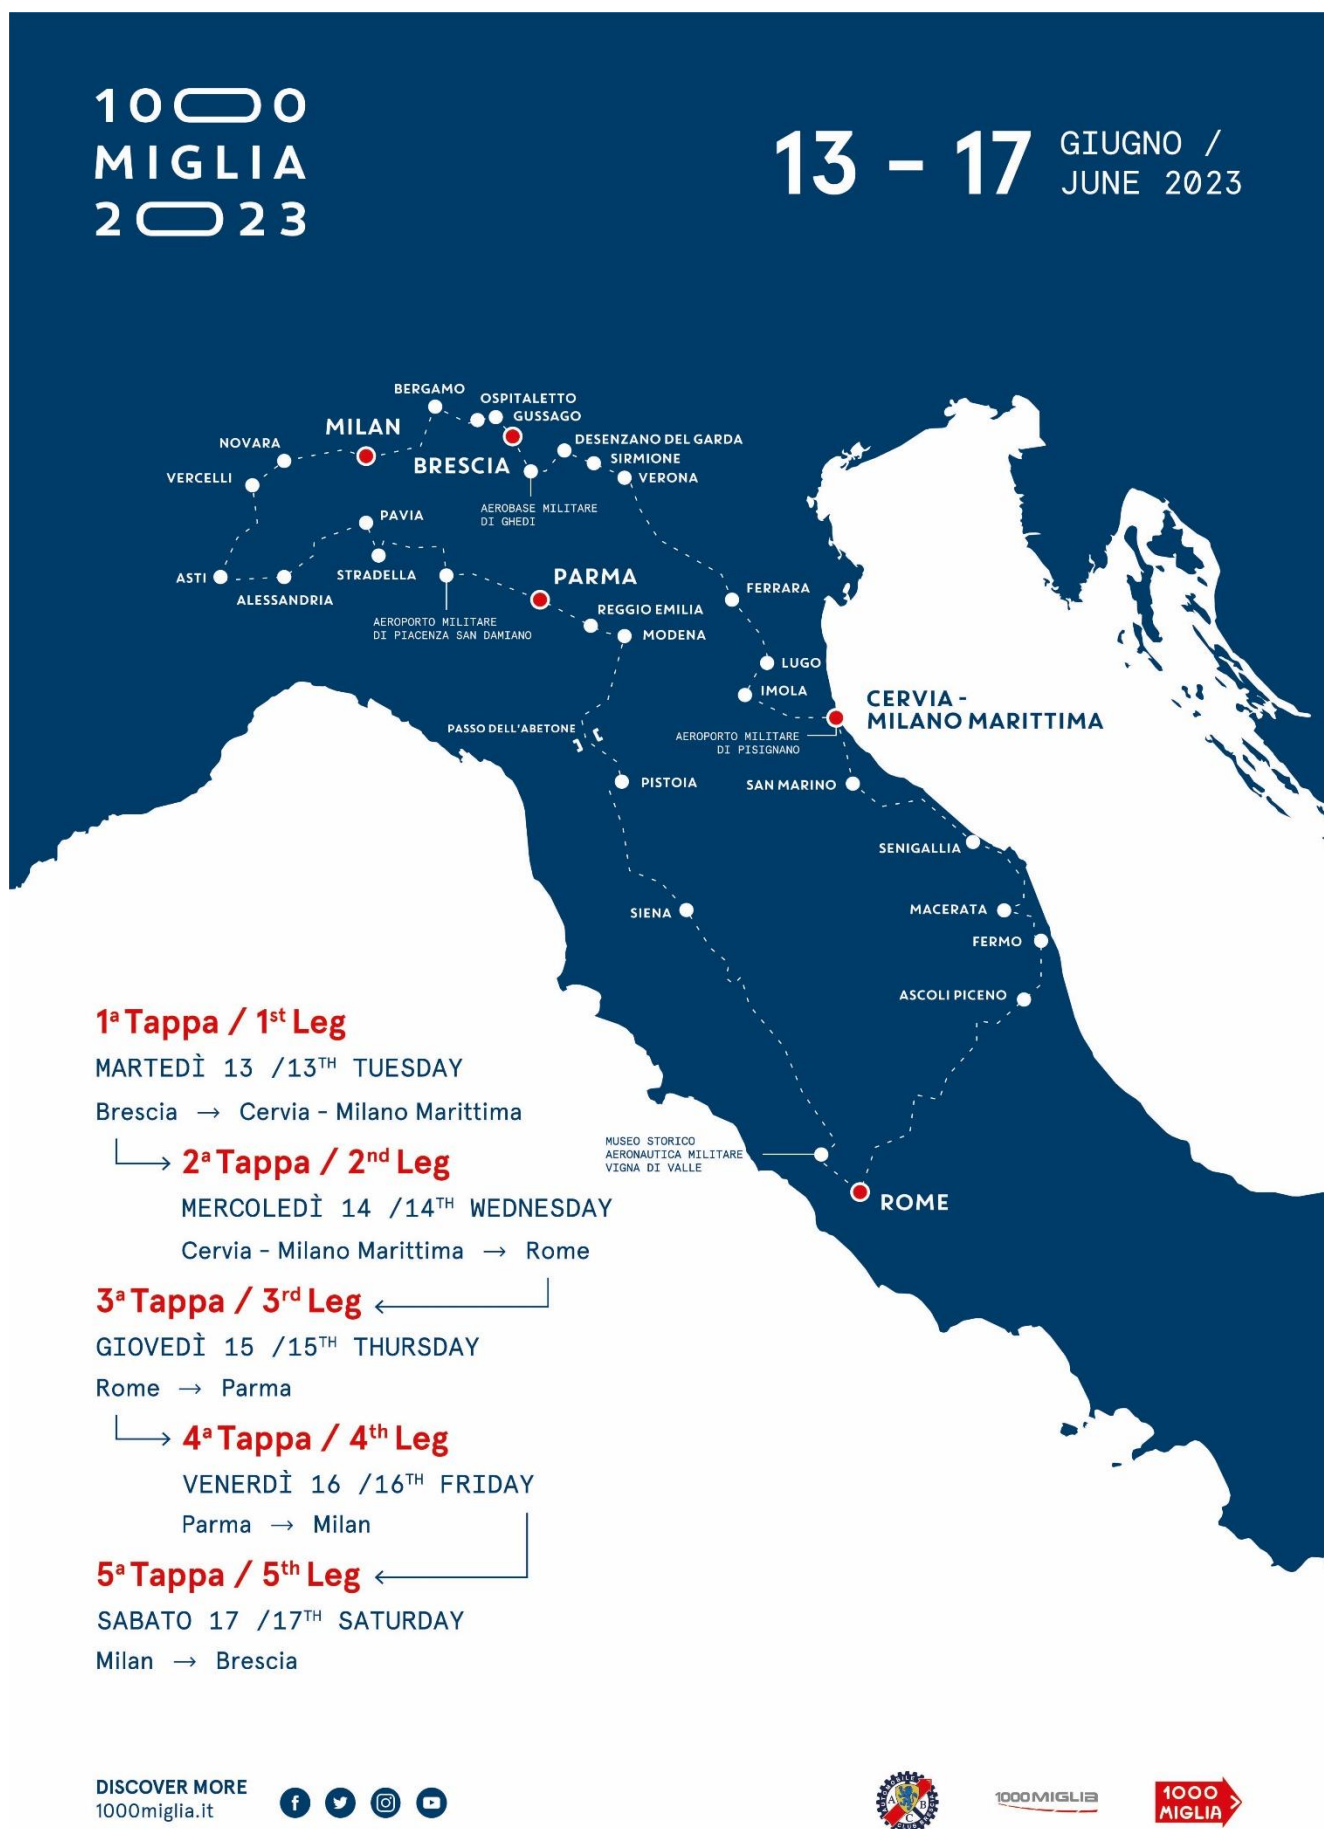 1000
MIGLIA
2023
13 – 17
GIUGNO /
JUNE 2023
BERGAMO
OSPITALETTO
GUSSAGO
MILAN
NOVARA
BRESCIA
DESENZANO DEL GARDA
SIRMIONE
VERONA
VERCELLI
AEROBASE MILITARE
DI GHEDI
PAVIA
ASTI
STRADELLA
PARMA
ALESSANDRIA
FERRARA
REGGIO EMILIA
AEROPORTO MILITARE
DI PIACENZA SAN DAMIANO
MODENA
LUGO
IMOLA
CERVIA -
MILANO MARITTIMA
PASSO DELL'ABETONE
AEROPORTO MILITARE
DI PISIGNANO
PISTOIA
SAN MARINO
SENIGALLIA
SIENA
MACERATA
FERMO
ASCOLI PICENO
MUSEO STORICO
AERONAUTICA MILITARE
VIGNA DI VALLE
ROME
1ª Tappa / 1st Leg
MARTEDÌ 13 /13TH TUESDAY
Brescia → Cervia - Milano Marittima
2ª Tappa / 2nd Leg
MERCOLEDÌ 14 /14TH WEDNESDAY
Cervia - Milano Marittima → Rome
3ª Tappa / 3rd Leg
GIOVEDÌ 15 /15TH THURSDAY
Rome → Parma
4ª Tappa / 4th Leg
VENERDÌ 16 /16TH FRIDAY
Parma → Milan
5ª Tappa / 5th Leg
SABATO 17 /17TH SATURDAY
Milan → Brescia
DISCOVER MORE
1000miglia.it
A B
C
1000 MIGLIA
1000
MIGLIA